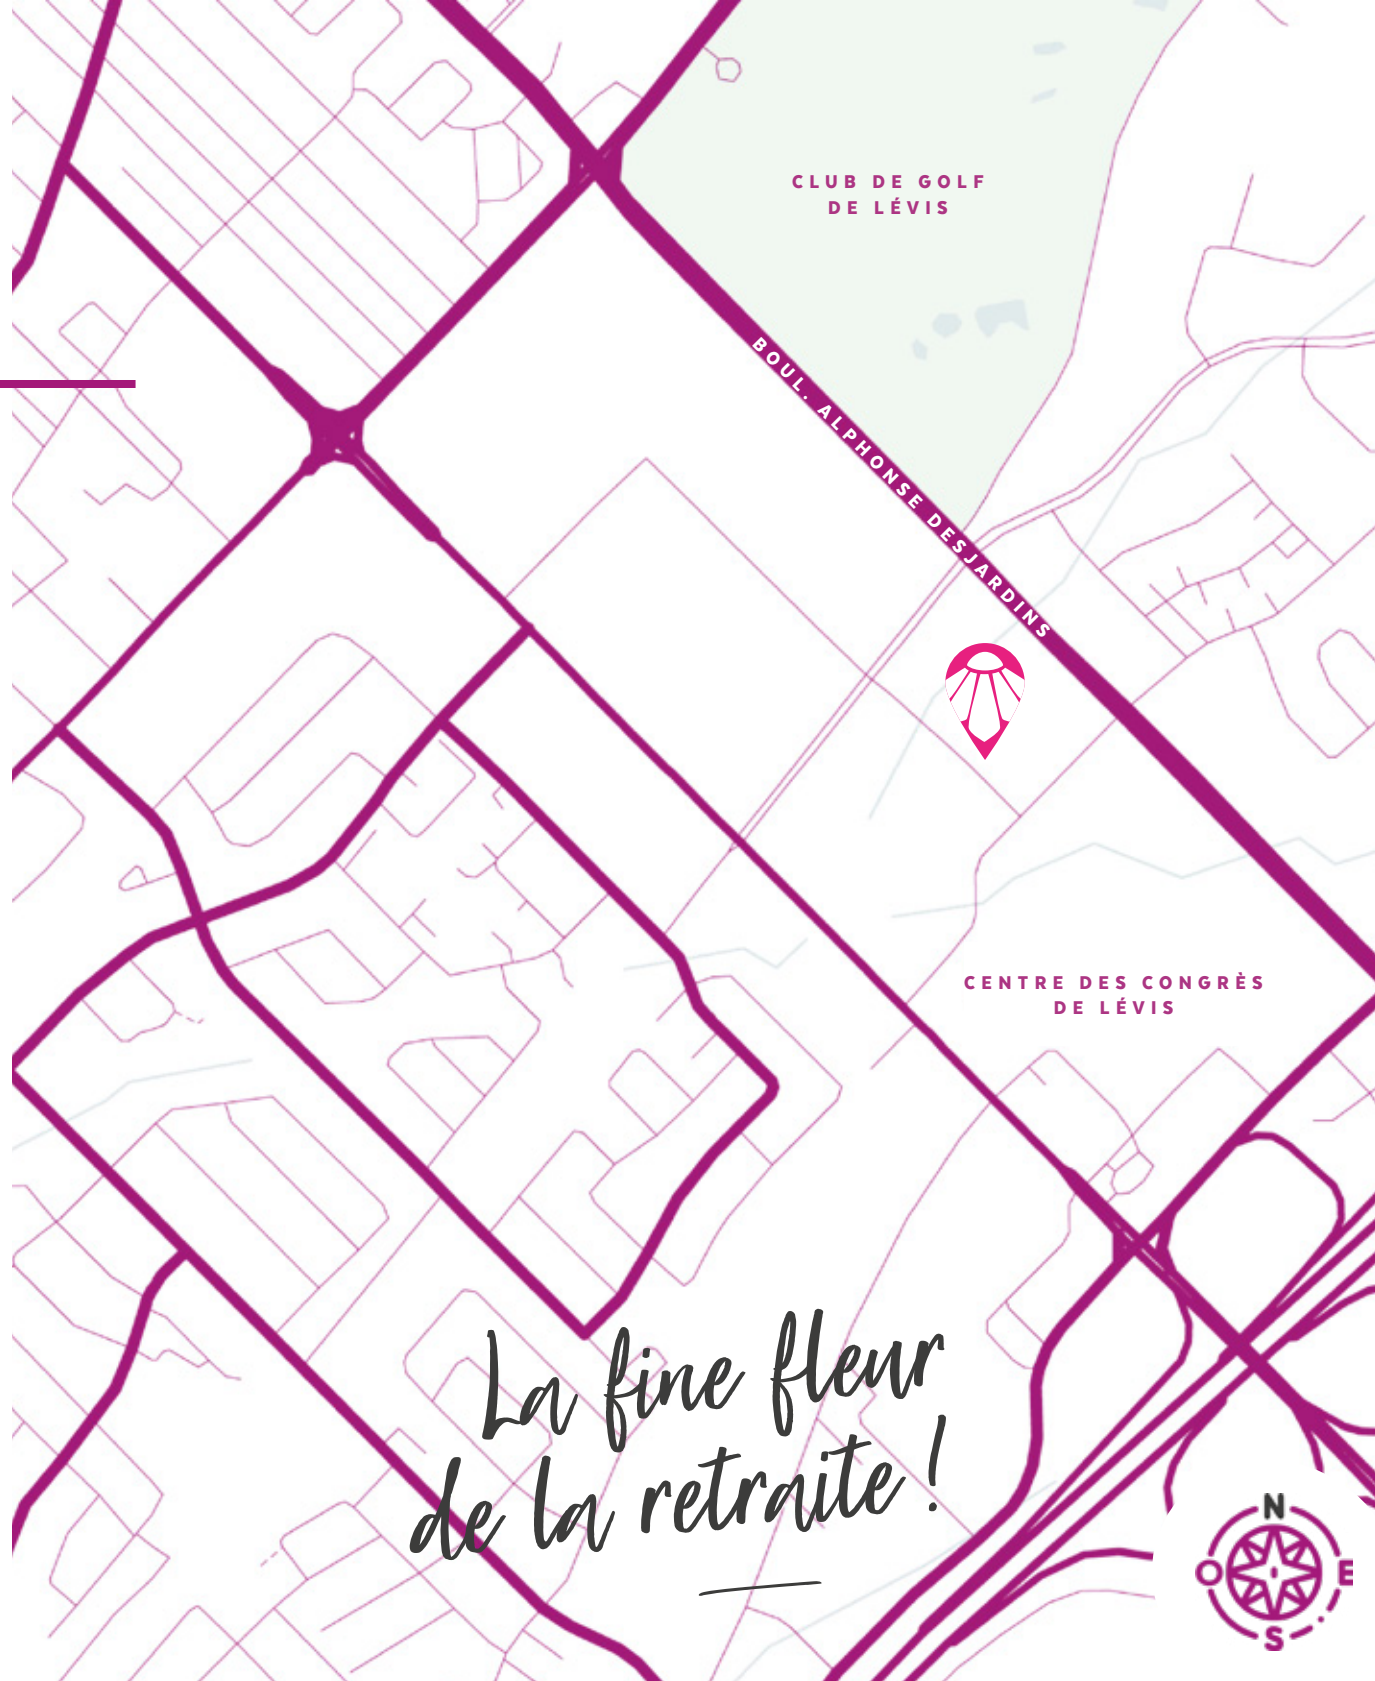 CLUB DE GOLF
DE LÉVIS
BOUL. ALPHONSE DESJARDINS
CENTRE DES CONGRÈS
DE LÉVIS
La fine fleur
de la retraite !
N
O E
S